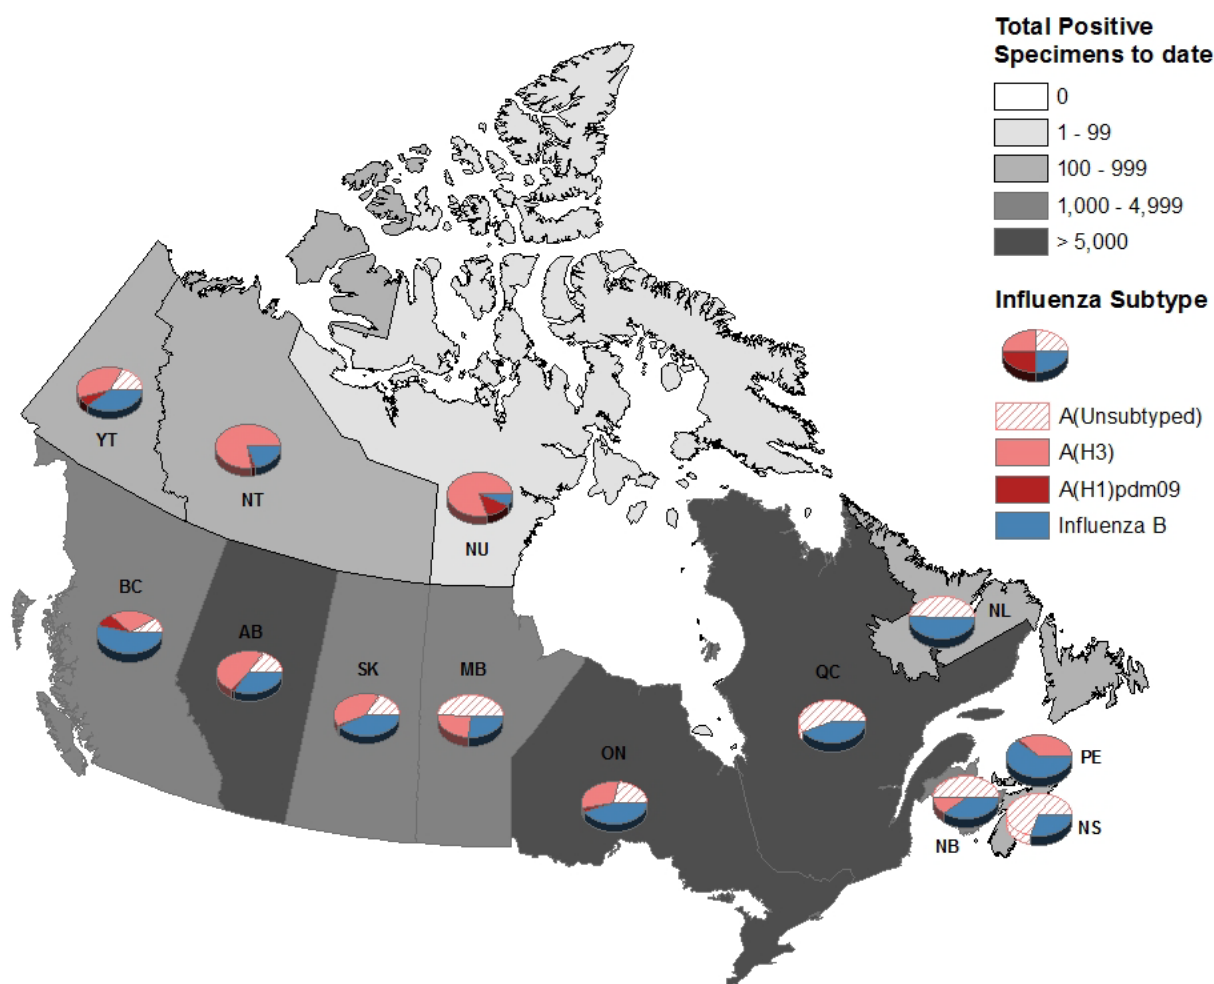 Total Positive
Specimens to date
0
1 - 99
100 - 999
1,000 - 4,999
> 5,000
Influenza Subtype
A(Unsubtyped)
A(H3)
A(H1)pdm09
Influenza B
YT
NT
NU
BC
AB
SK
MB
ON
QC
NL
PE
NB
NS